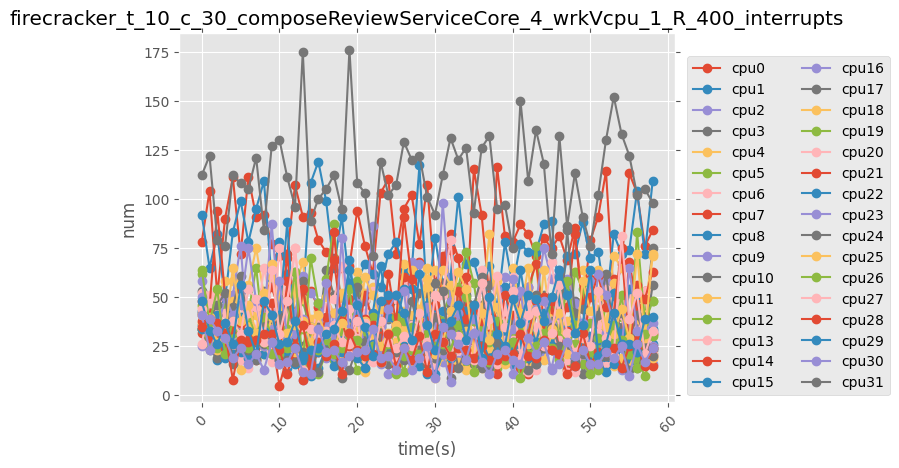 firecracker_t_10_c_30_composeReviewServiceCore_4_wrkVcpu_1_R_400_interrupts
175
150
125
100
75
50
25
0
num
0
10
20
30
40
50
60
time(s)
cpu0
cpu1
cpu2
cpu3
cpu4
cpu5
cpu6
cpu7
cpu8
cpu9
cpu10
cpu11
cpu12
cpu13
cpu14
cpu15
cpu16
cpu17
cpu18
cpu19
cpu20
cpu21
cpu22
cpu23
cpu24
cpu25
cpu26
cpu27
cpu28
cpu29
cpu30
cpu31